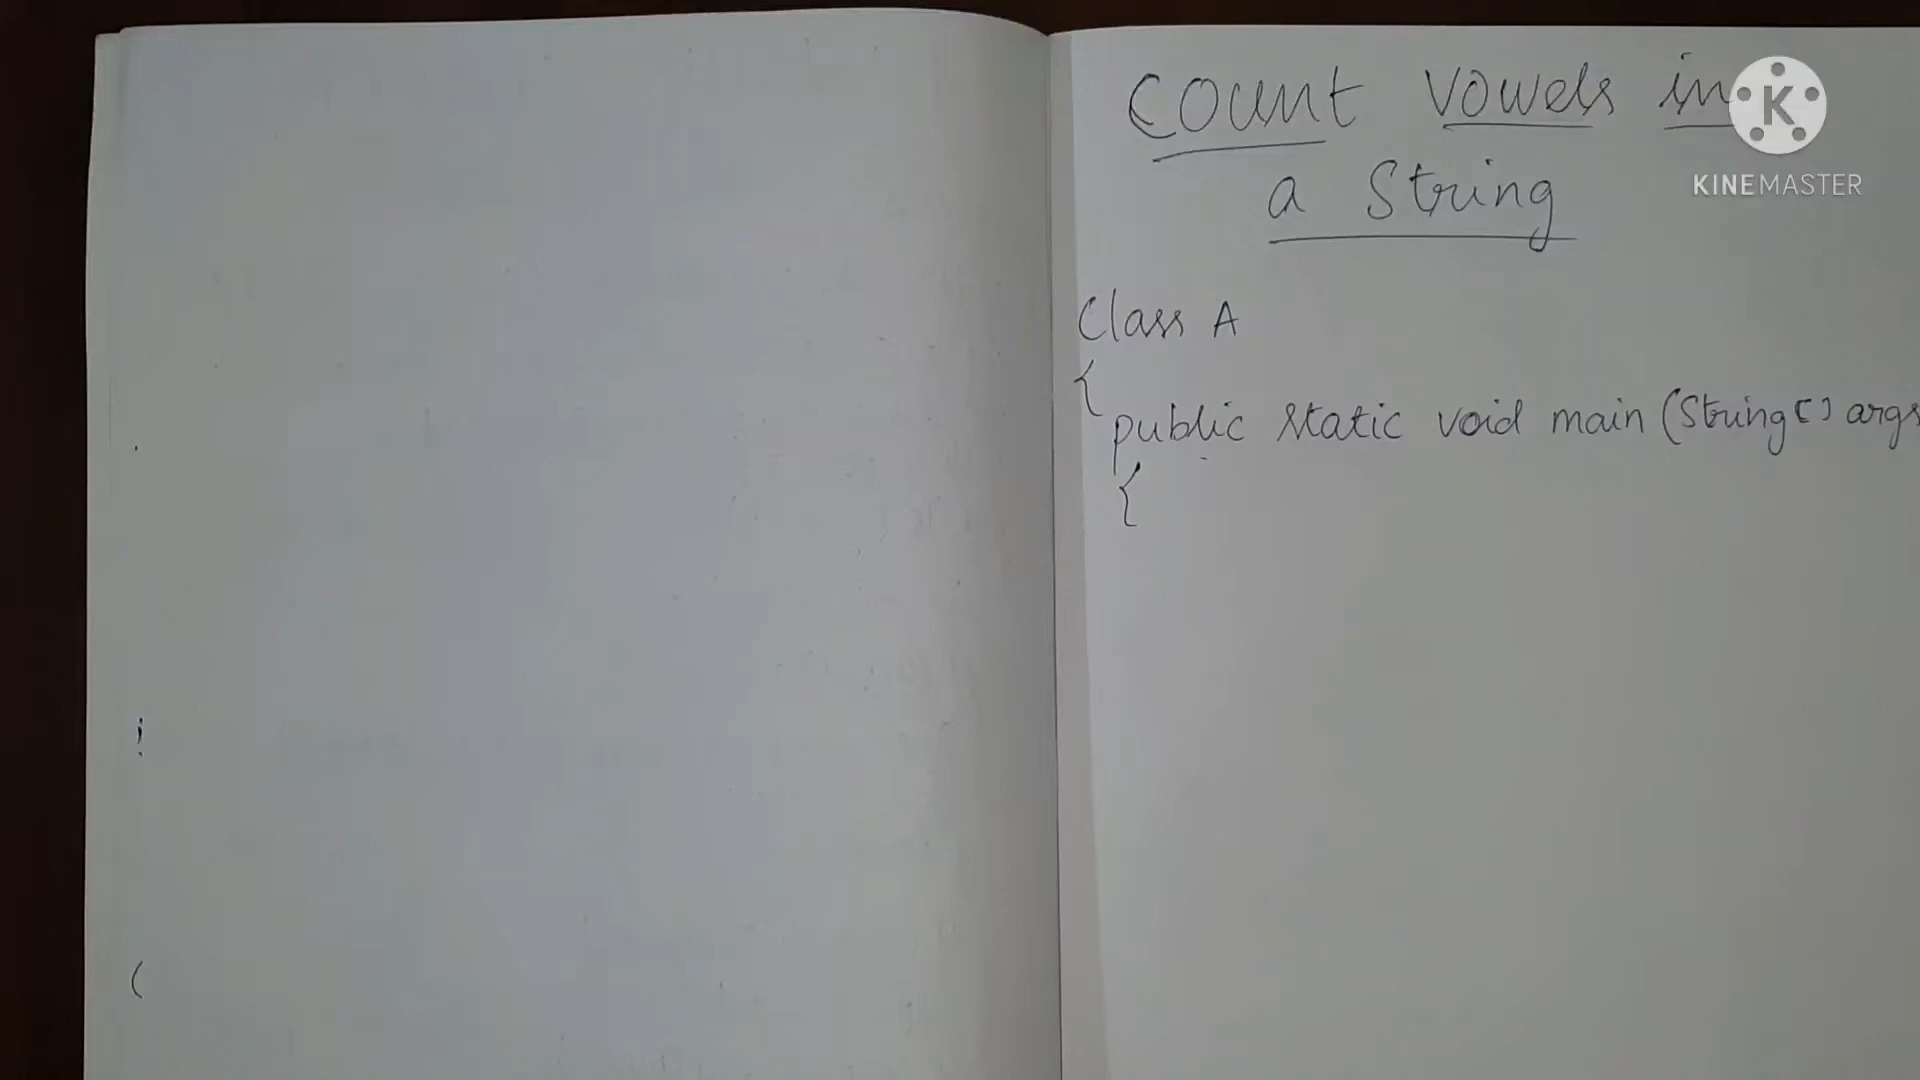 Count vowels in
a String
K
KINEMASTER
Class A
{
public static void main (String[] args
{